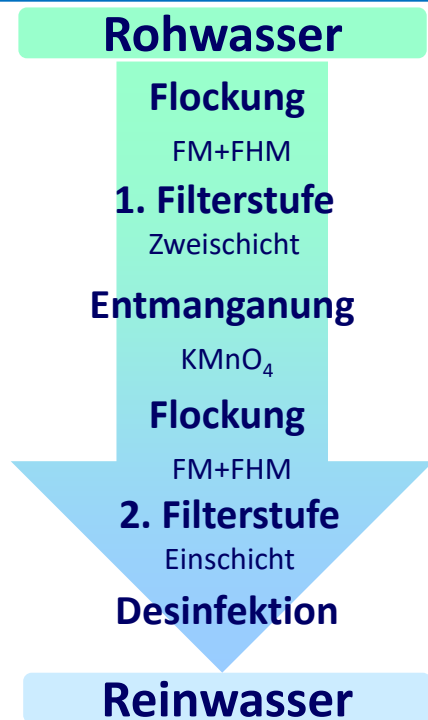 Rohwasser
Flockung
FM+FHM
1. Filterstufe
Zweischicht
Entmanganung
KMnO₄
Flockung
FM+FHM
2. Filterstufe
Einschicht
Desinfektion
Reinwasser